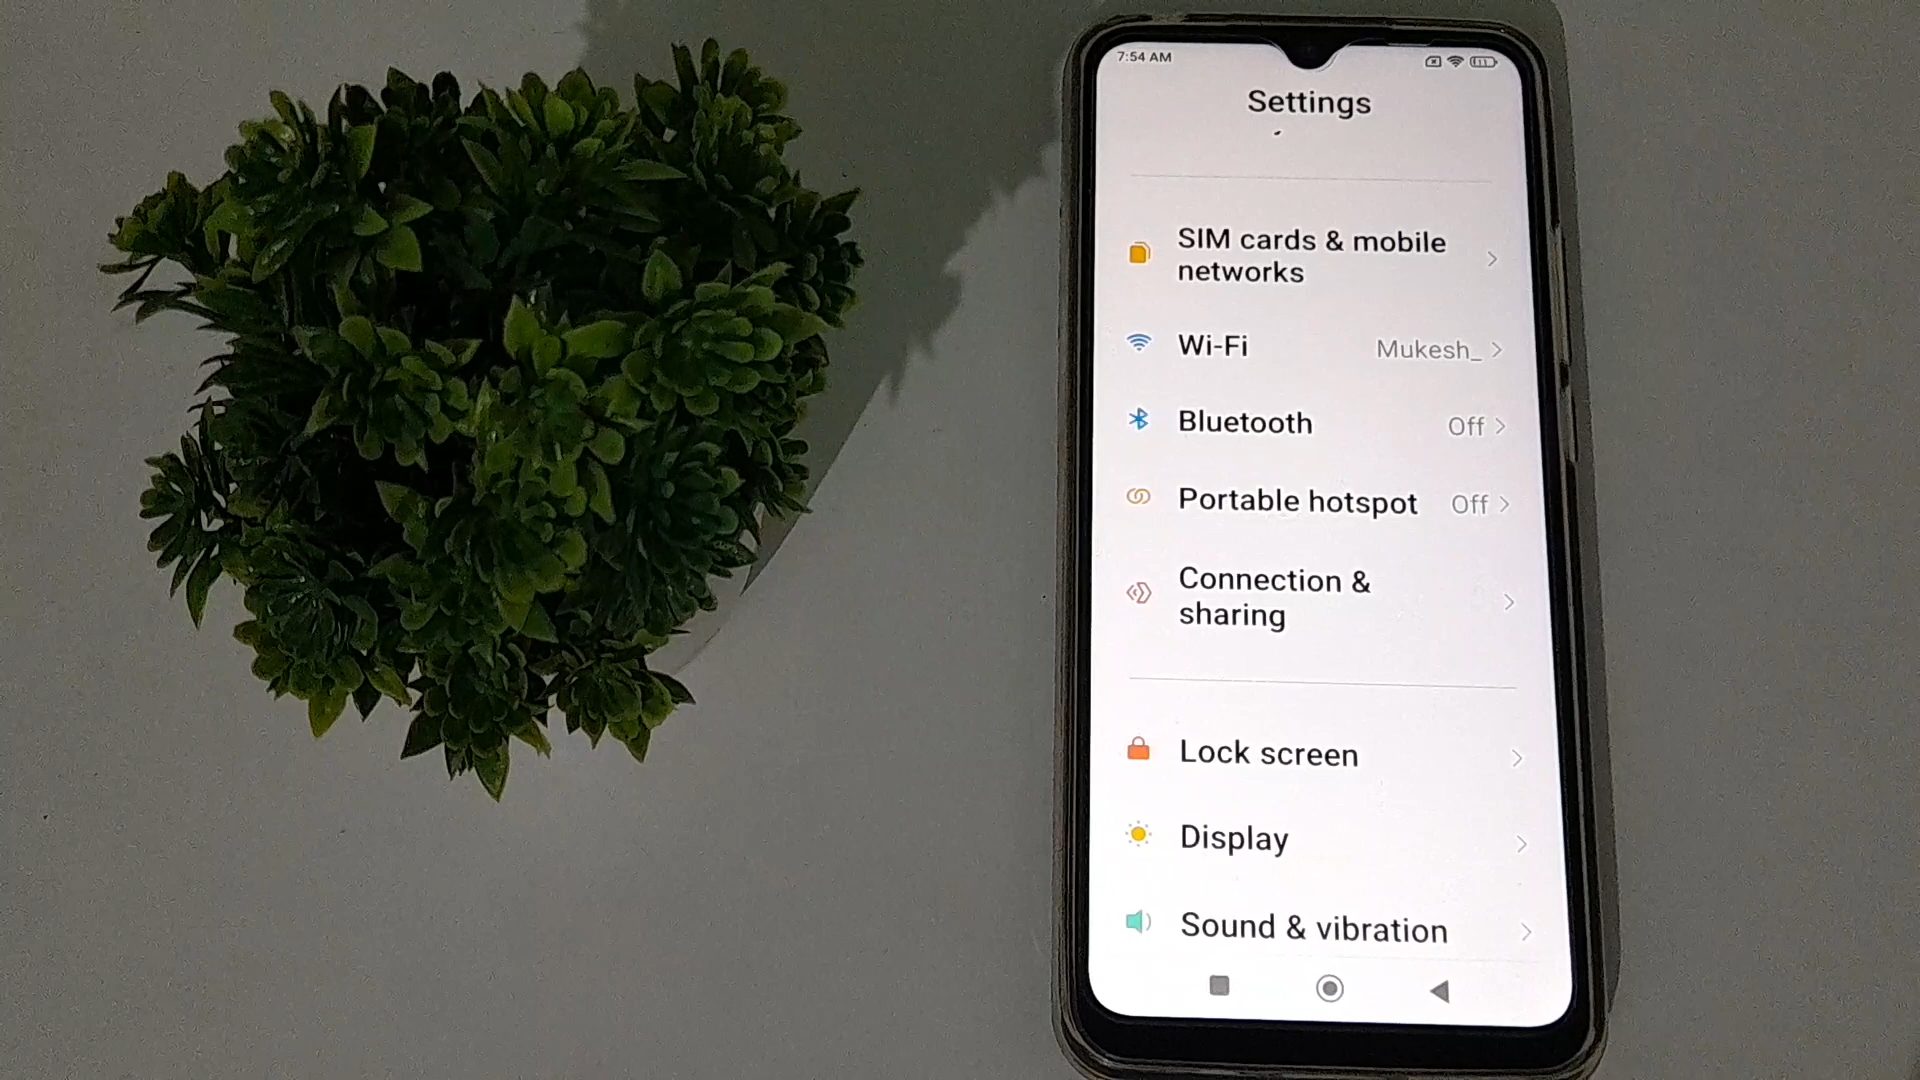 7:54 AM
Settings
SIM cards & mobile
networks
Wi-Fi Mukesh_
Bluetooth Off
Portable hotspot Off
Connection &
sharing
Lock screen
Display
Sound & vibration